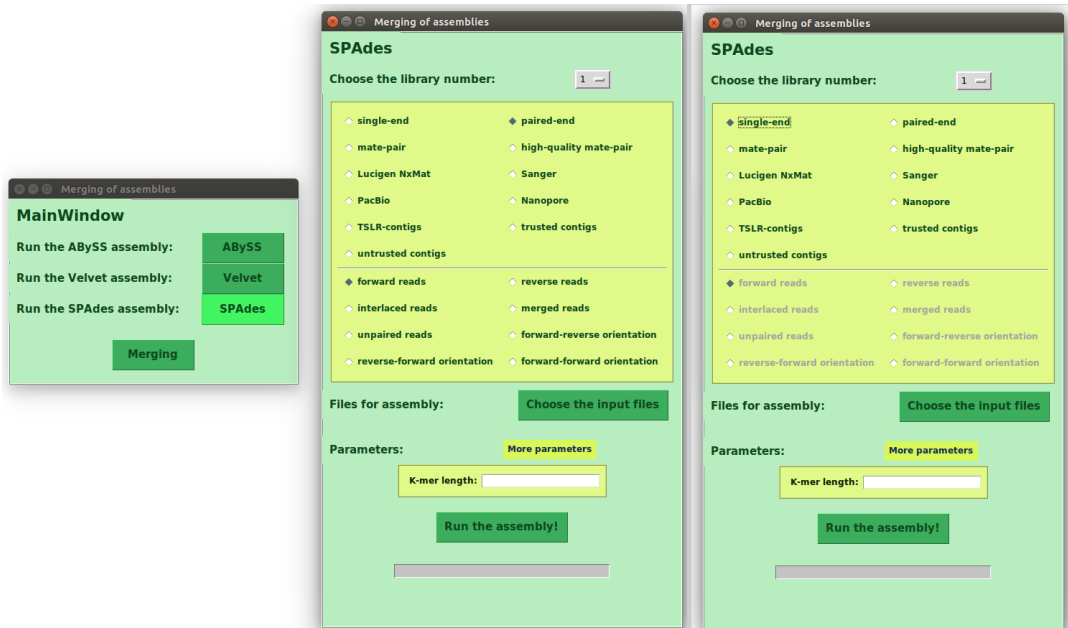 Merging of assemblies
MainWindow
Run the ABySS assembly: ABySS
Run the Velvet assembly: Velvet
Run the SPAdes assembly: SPAdes
Merging
Merging of assemblies
SPAdes
Choose the library number: 1
single-end paired-end
mate-pair high-quality mate-pair
Lucigen NxMat Sanger
PacBio Nanopore
TSLR-contigs trusted contigs
untrusted contigs
forward reads reverse reads
interlaced reads merged reads
unpaired reads forward-reverse orientation
reverse-forward orientation forward-forward orientation
Files for assembly: Choose the input files
Parameters: More parameters
K-mer length:
Run the assembly!
Merging of assemblies
SPAdes
Choose the library number: 1
single-end paired-end
mate-pair high-quality mate-pair
Lucigen NxMat Sanger
PacBio Nanopore
TSLR-contigs trusted contigs
untrusted contigs
forward reads reverse reads
interlaced reads merged reads
unpaired reads forward-reverse orientation
reverse-forward orientation forward-forward orientation
Files for assembly: Choose the input files
Parameters: More parameters
K-mer length:
Run the assembly!